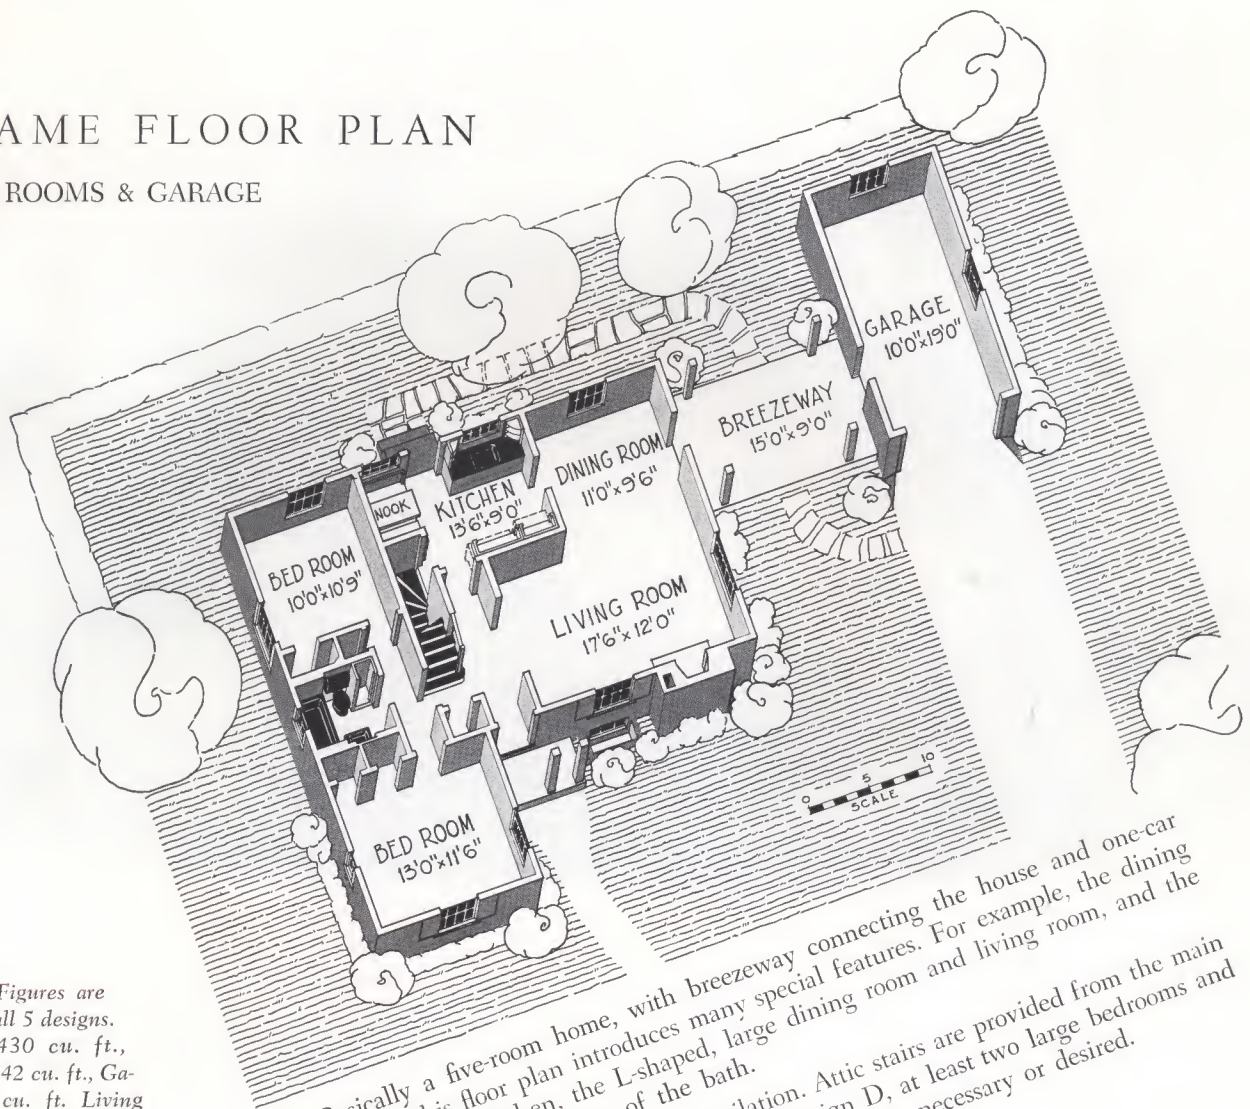 AME FLOOR PLAN
ROOMS & GARAGE
GARAGE
10'0"x19'0"
BREEZEWAY
15'0"x9'0"
DINING ROOM
11'0"x9'6"
KITCHEN
13'6"x9'0"
NOOK
BED ROOM
10'0"x10'9"
LIVING ROOM
17'6"x12'0"
BED ROOM
13'0"x11'6"
0 5 10
SCALE
Figures are
all 5 designs.
430 cu. ft.,
42 cu. ft., Ga-
cu. ft. Living
a five-room home, with breezeway connecting the house and one-car
floor plan introduces many special features. For example, the dining
the L-shaped, large dining room and living room, and the
of the bath.
Attic stairs are provided from the main
D, at least two large bedrooms and
necessary or desired.